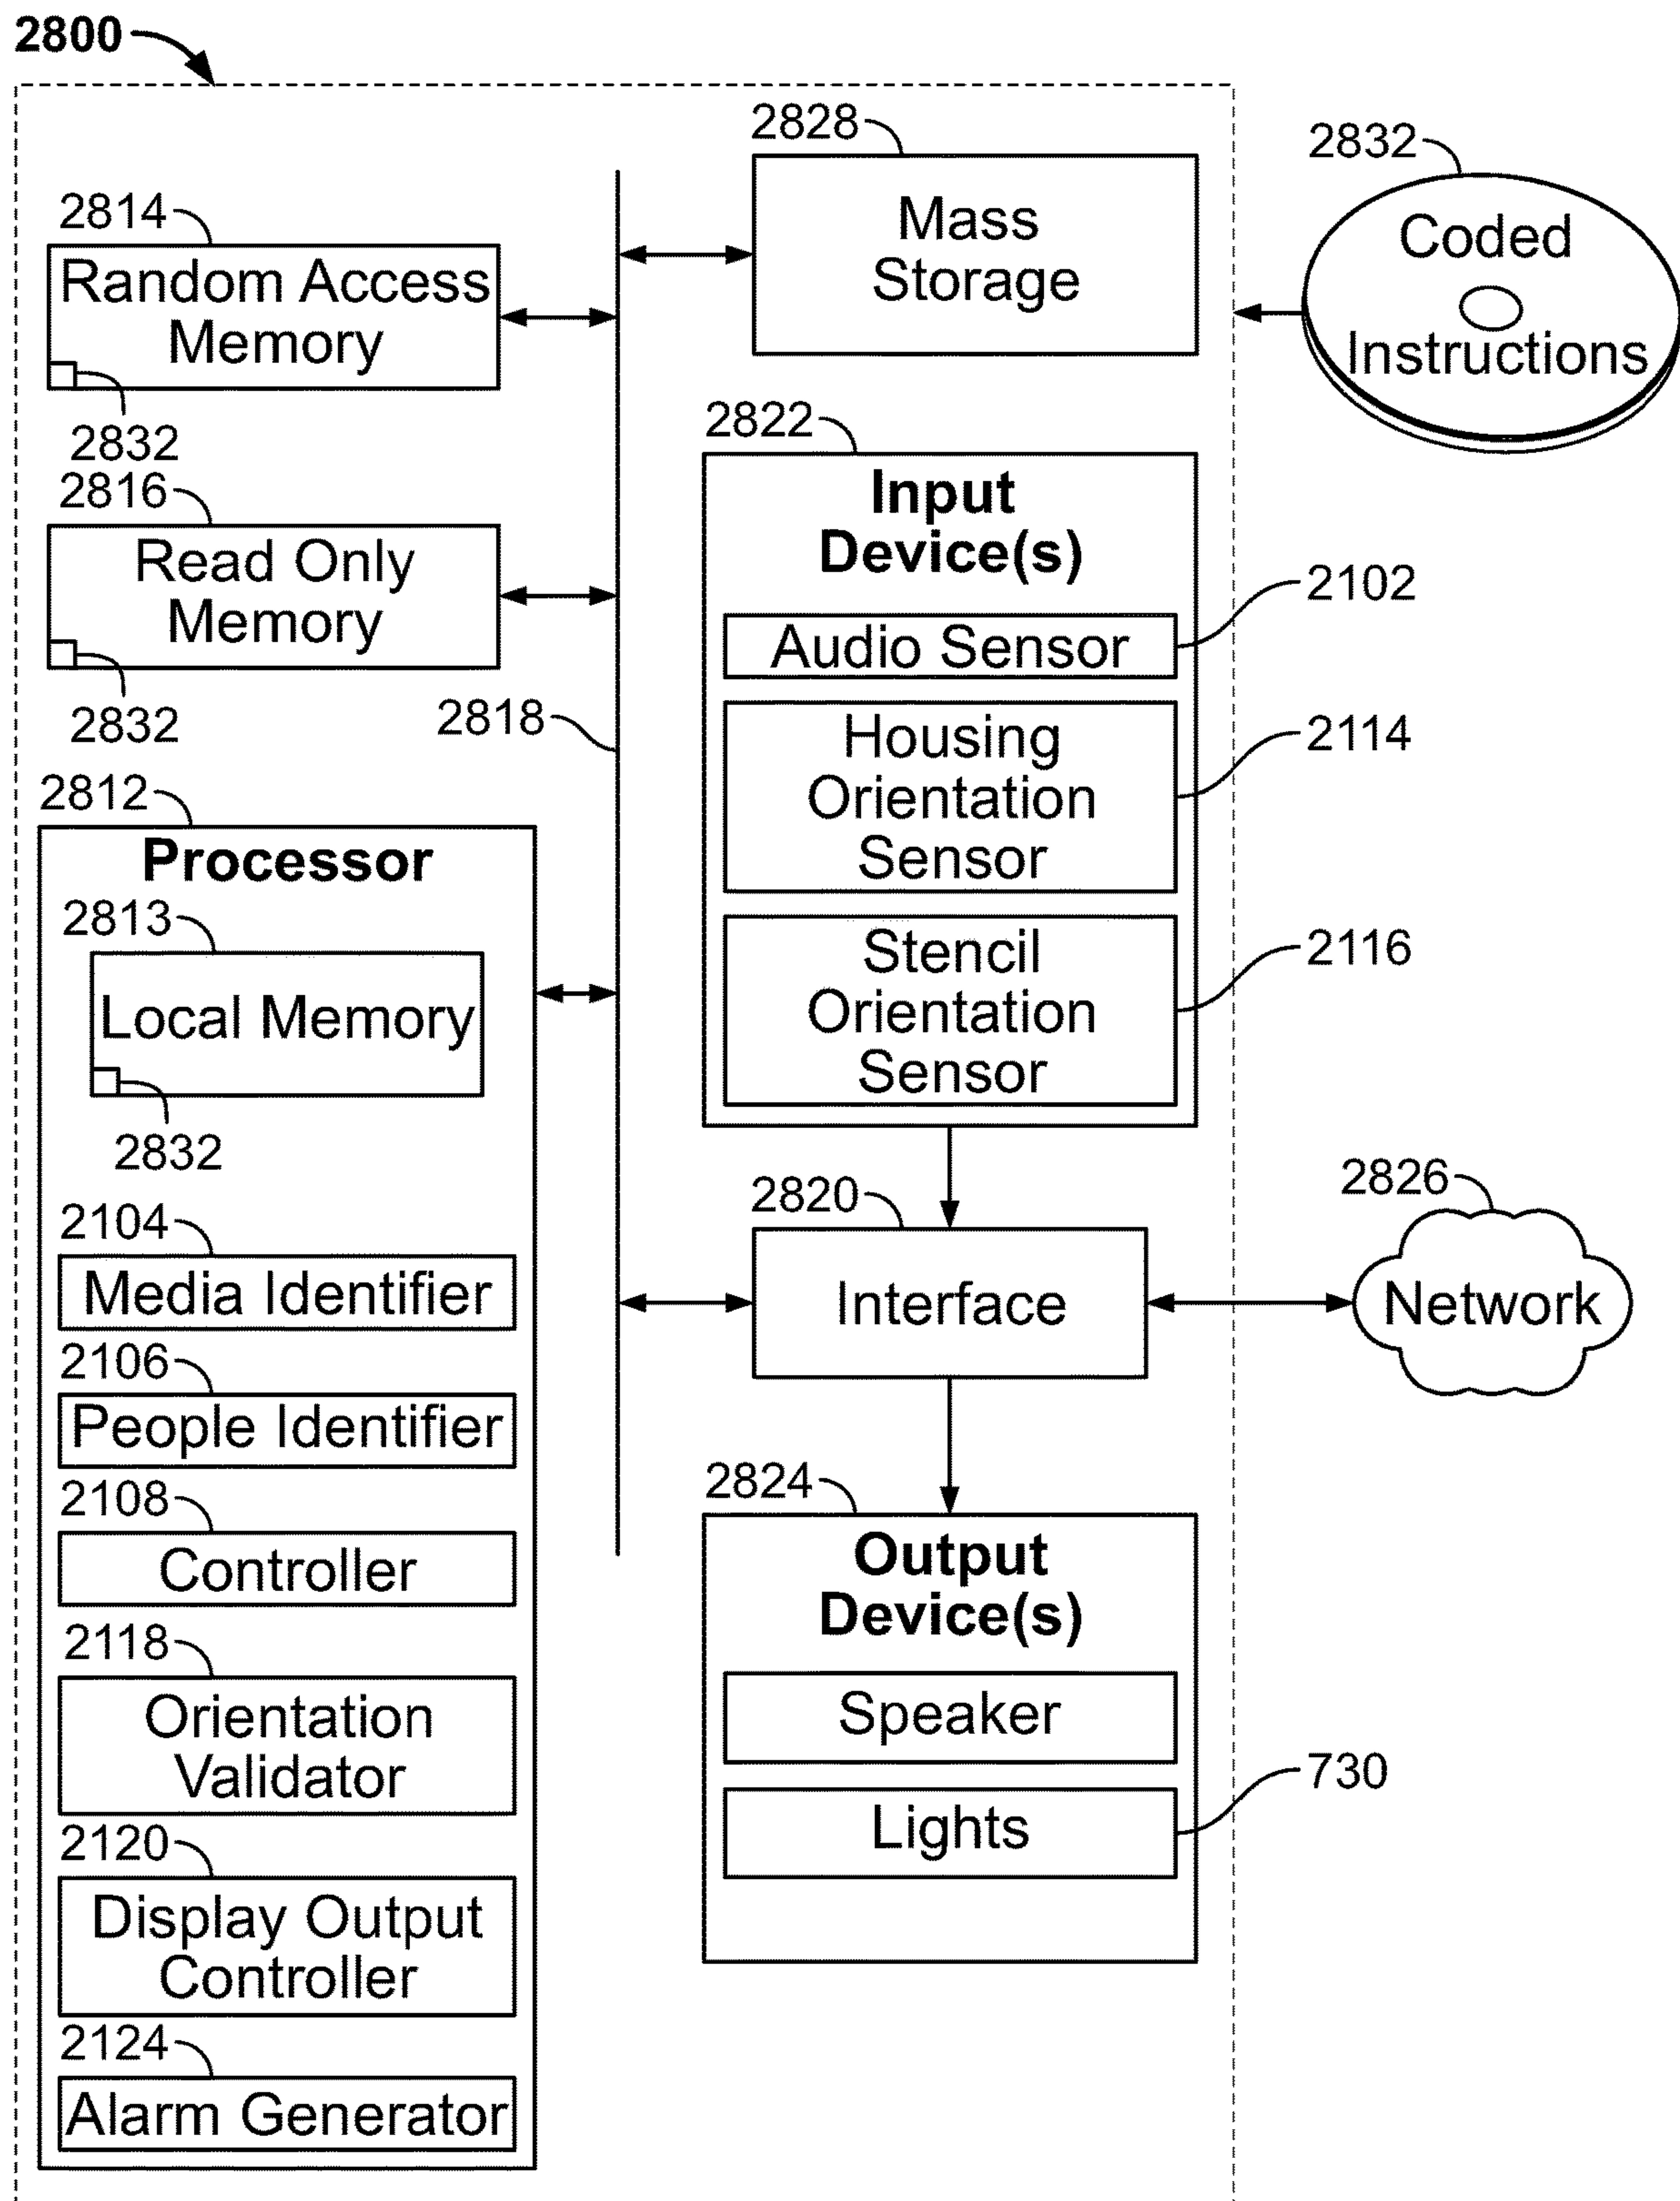 2800
2828
Mass
Storage
2832
Coded
Instructions
2814
Random Access
Memory
2832
2816
Read Only
Memory
2832
2818
2822
Input
Device(s)
Audio Sensor
2102
Housing
Orientation
Sensor
2114
Stencil
Orientation
Sensor
2116
2812
Processor
2813
Local Memory
2832
2104
Media Identifier
2106
People Identifier
2108
Controller
2118
Orientation
Validator
2120
Display Output
Controller
2124
Alarm Generator
2820
Interface
2826
Network
2824
Output
Device(s)
Speaker
Lights
730